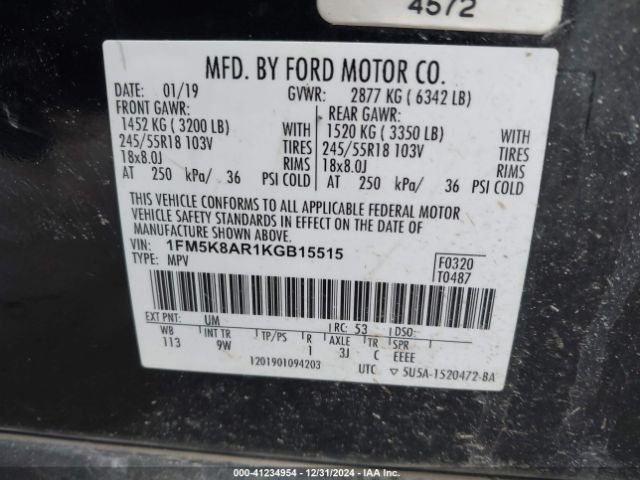 4572
MFD. BY FORD MOTOR CO.
DATE: 01/19 GVWR: 2877 KG ( 6342 LB)
FRONT GAWR: REAR GAWR:
1452 KG ( 3200 LB) WITH 1520 KG ( 3350 LB) WITH
245/55R18 103V TIRES 245/55R18 103V TIRES
18x8.0J RIMS 18x8.0J RIMS
AT 250 kPa/ 36 PSI COLD AT 250 kPa/ 36 PSI COLD
THIS VEHICLE CONFORMS TO ALL APPLICABLE FEDERAL MOTOR
VEHICLE SAFETY STANDARDS IN EFFECT ON THE DATE OF
MANUFACTURE SHOWN ABOVE.
VIN: 1FM5K8AR1KGB15515
TYPE: MPV
F0320
T0487
EXT PNT: UM RC: 53 DSO:
WB INT TR TP/PS R AXLE TR SPR
113 9W 1 3J C EEEE
1201901094203 UTC ▽ 5U5A-1520472-BA
000-41234954 • 12/31/2024 • IAA Inc.